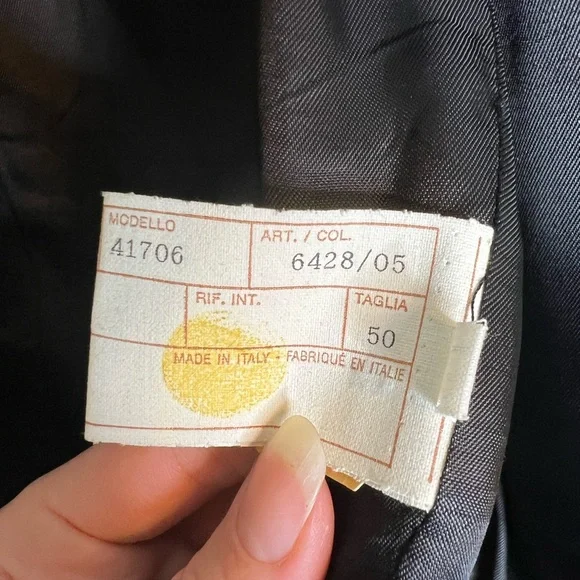 MODELLO
41706
ART. / COL.
6428/05
RIF. INT.
TAGLIA
50
MADE IN ITALY - FABRIQUÉ EN ITALIE